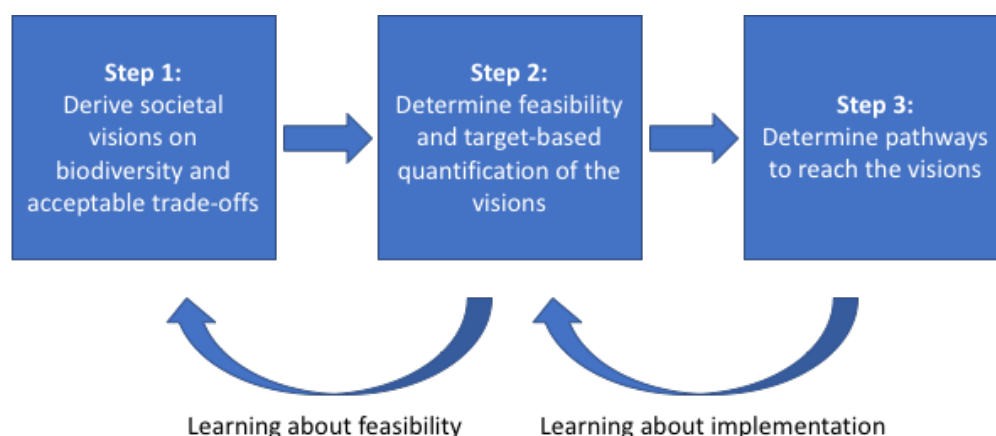 Step 1:
Derive societal
visions on
biodiversity and
acceptable trade-offs
Step 2:
Determine feasibility
and target-based
quantification of the
visions
Step 3:
Determine pathways
to reach the visions
Learning about feasibility
Learning about implementation